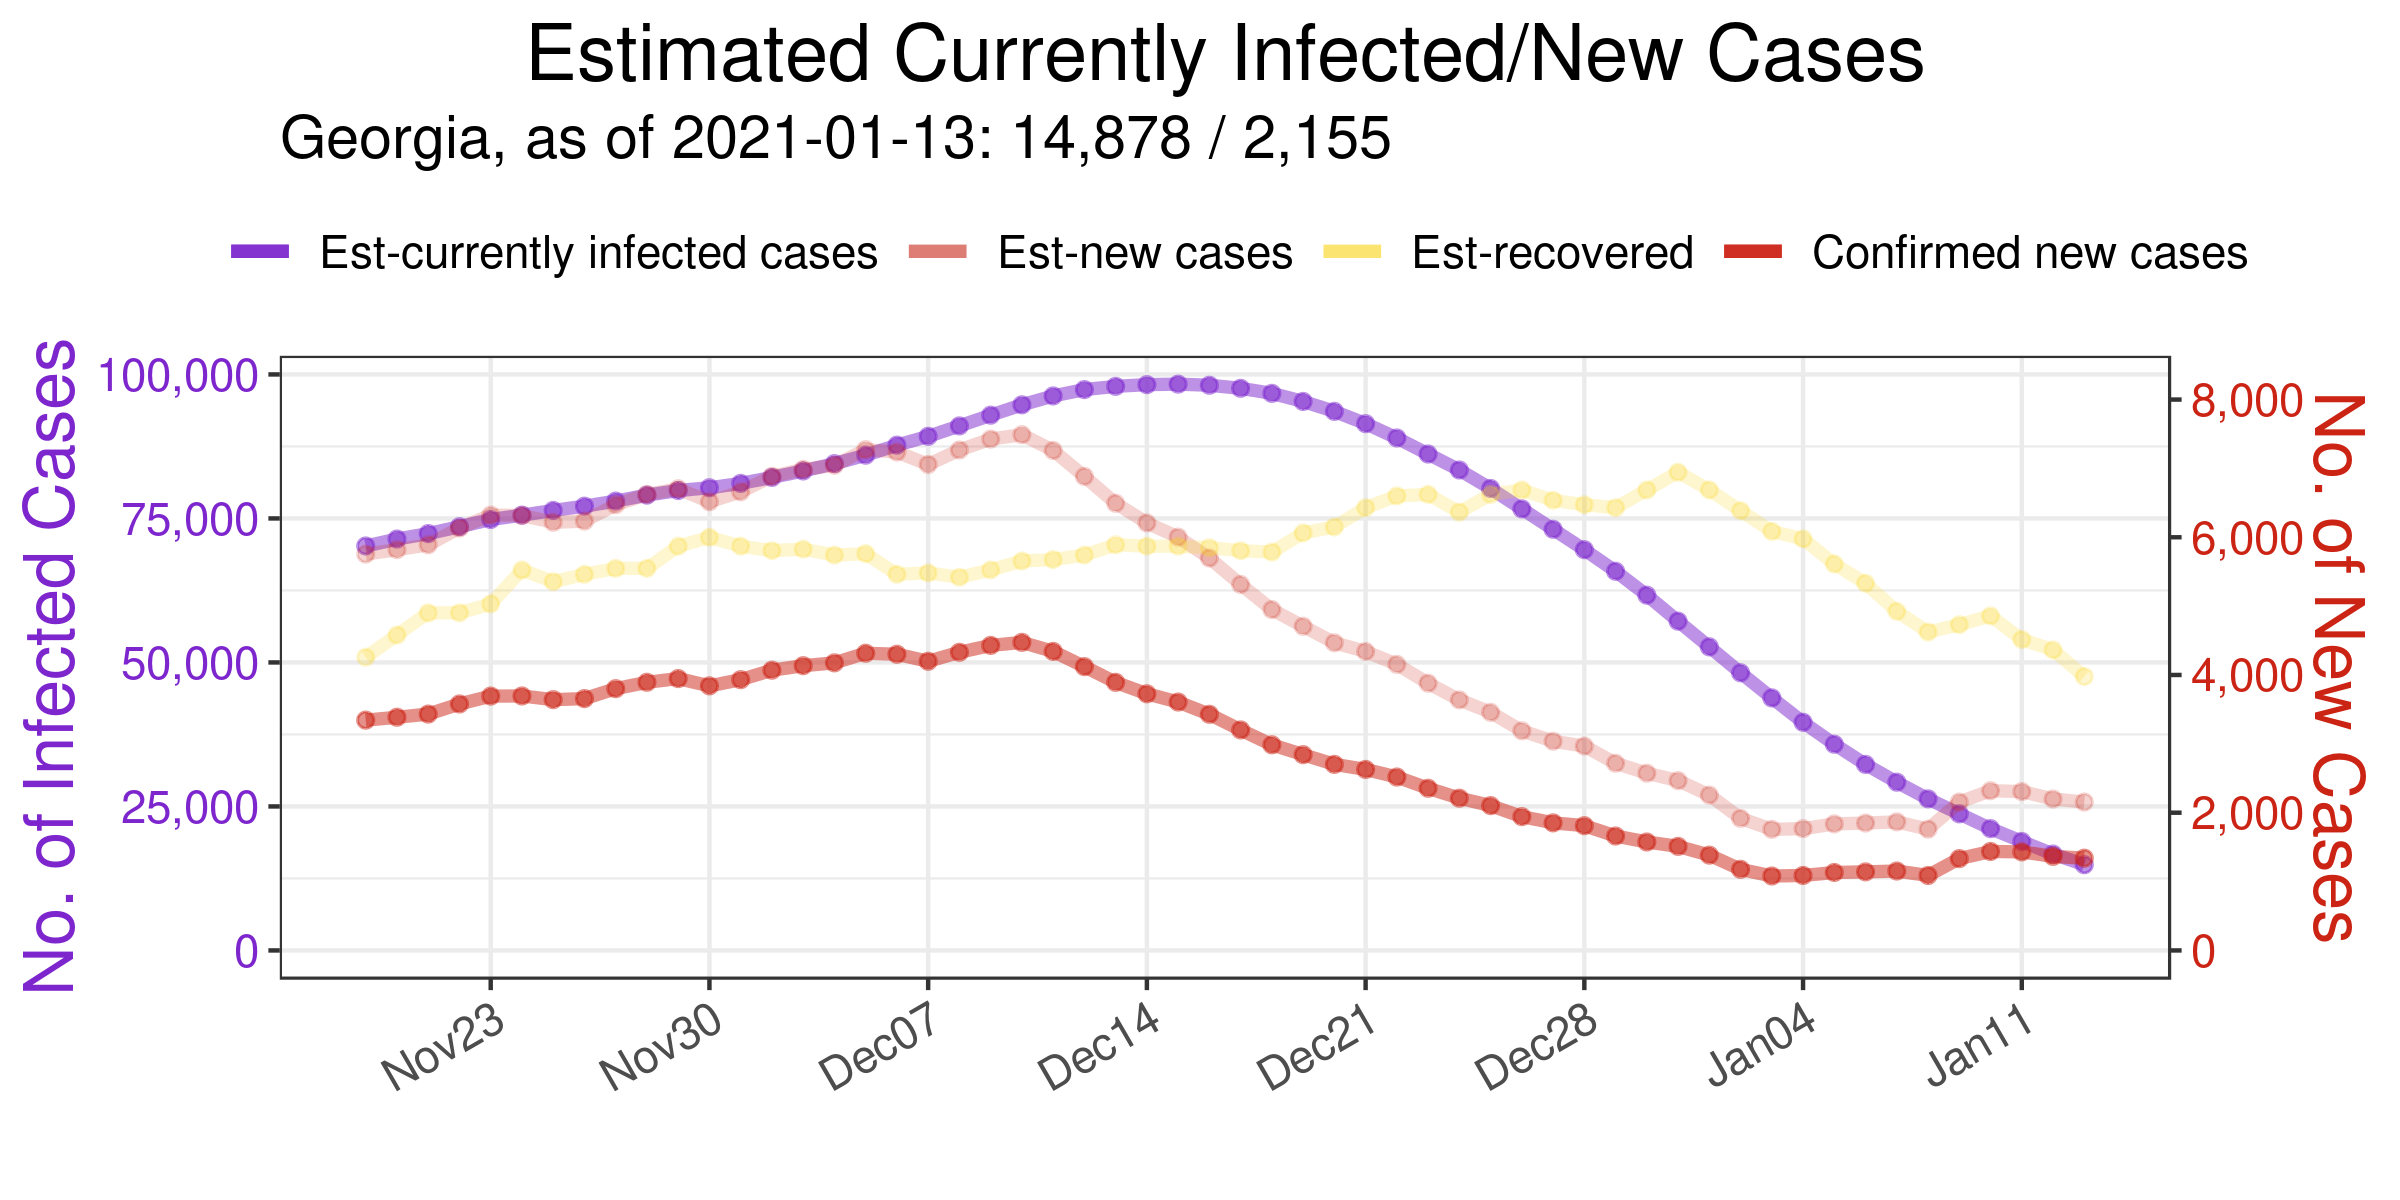 Estimated Currently Infected/New Cases
Georgia, as of 2021-01-13: 14,878 / 2,155
Est-currently infected cases Est-new cases Est-recovered Confirmed new cases
No. of Infected Cases
100,000
75,000
50,000
25,000
0
8,000
6,000
4,000
2,000
0
No. of New Cases
Nov23 Nov30 Dec07 Dec14 Dec21 Dec28 Jan04 Jan11